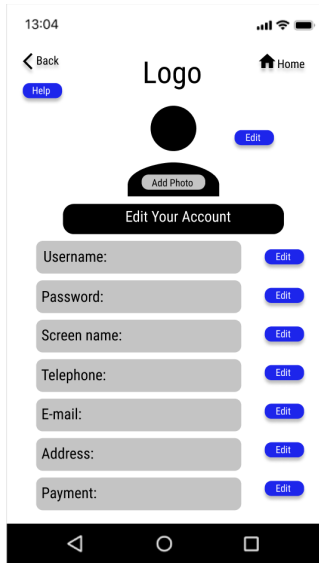 13:04
Back
Home
Logo
Help
Edit
Add Photo
Edit Your Account
Username: Edit
Password: Edit
Screen name: Edit
Telephone: Edit
E-mail: Edit
Address: Edit
Payment: Edit